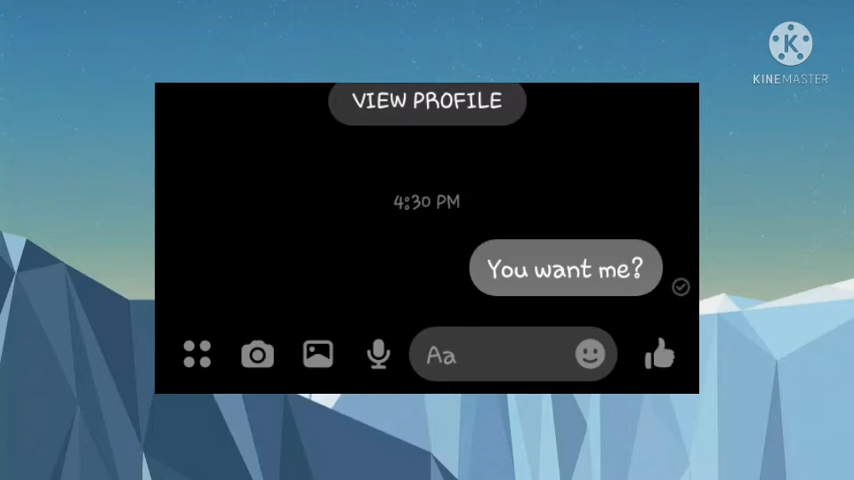 KINEMASTER
VIEW PROFILE
4:30 PM
You want me?
Aa